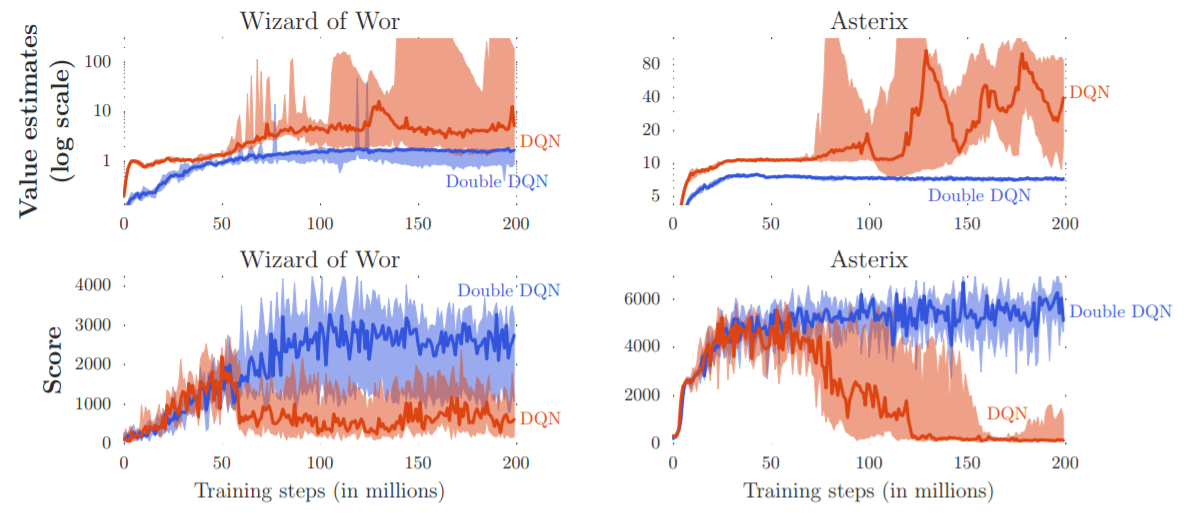 Wizard of Wor
Asterix
Value estimates
(log scale)
100
10
1
DQN
Double DQN
0 50 100 150 200
80
40
20
10
5
DQN
Double DQN
0 50 100 150 200
Wizard of Wor
Asterix
Score
4000
3000
2000
1000
0
Double DQN
DQN
0 50 100 150 200
Training steps (in millions)
6000
4000
2000
0
Double DQN
DQN
0 50 100 150 200
Training steps (in millions)